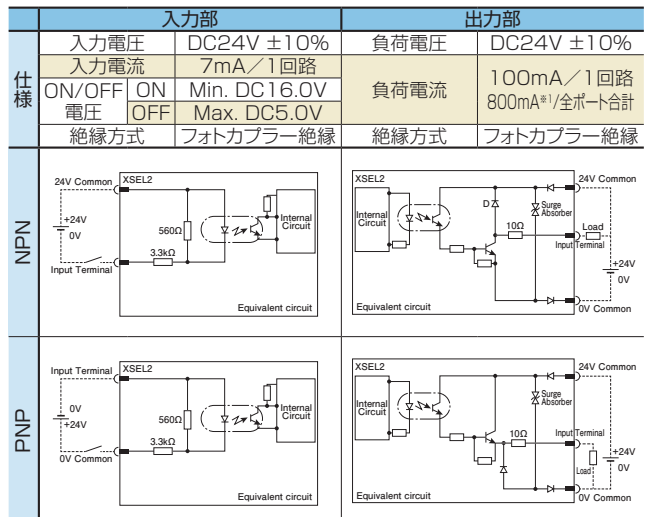 入力部 出力部
仕様
入力電圧 DC24V ±10% 負荷電圧 DC24V ±10%
入力電流 7mA／1回路 負荷電流 100mA／1回路
800mA※1/全ポート合計
ON/OFF電圧 ON Min. DC16.0V
OFF Max. DC5.0V
絶縁方式 フォトカプラー絶縁 絶縁方式 フォトカプラー絶縁
NPN
24V Common
XSEL2
+24V
0V
560Ω
Internal
Circuit
3.3kΩ
Input Terminal
Equivalent circuit
XSEL2
24V Common
Internal
Circuit
D
Surge
Absorber
10Ω
Load
Input Terminal
+24V
0V
0V Common
Equivalent circuit
PNP
Input Terminal
XSEL2
0V
+24V
560Ω
Internal
Circuit
3.3kΩ
0V Common
Equivalent circuit
XSEL2
24V Common
Internal
Circuit
Surge
Absorber
10Ω
Input Terminal
Load
+24V
0V
0V Common
Equivalent circuit